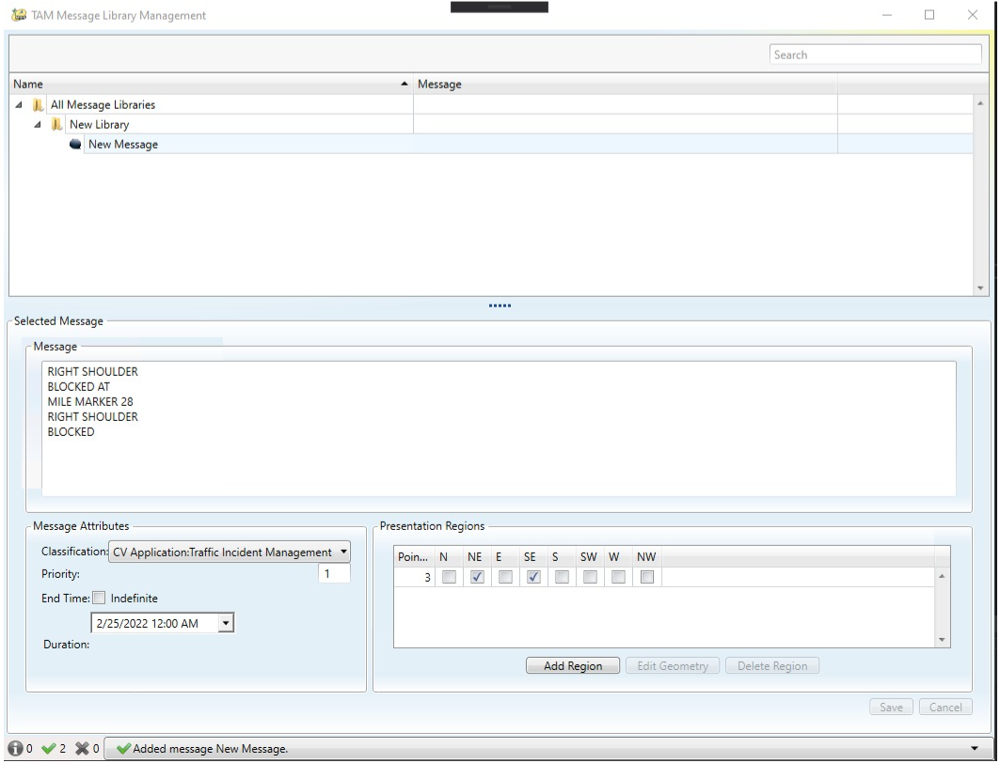 TAM Message Library Management
Search
Name Message
All Message Libraries
New Library
New Message
Selected Message
Message
RIGHT SHOULDER
BLOCKED AT
MILE MARKER 28
RIGHT SHOULDER
BLOCKED
Message Attributes
Classification: CV Application:Traffic Incident Management
Priority: 1
End Time: Indefinite
2/25/2022 12:00 AM
Duration:
Presentation Regions
Poin... N NE E SE S SW W NW
3
Add Region Edit Geometry Delete Region
Save Cancel
0 2 0 Added message New Message.